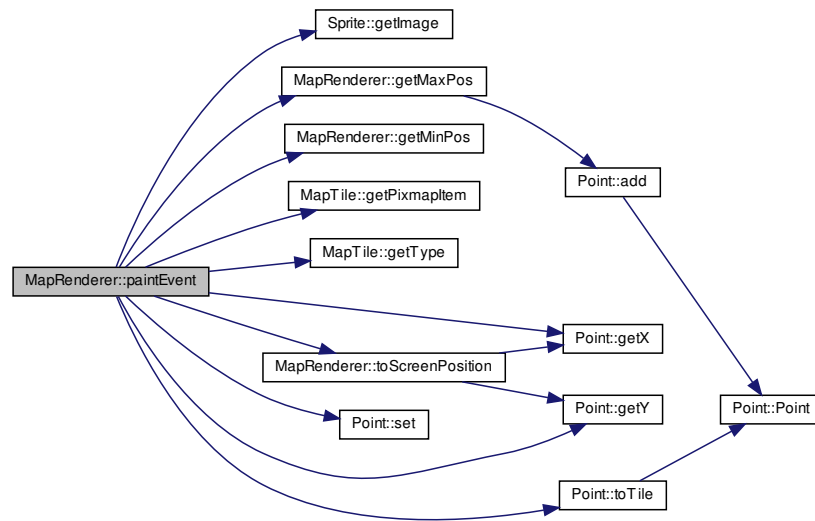 Sprite::getImage
MapRenderer::getMaxPos
MapRenderer::getMinPos
Point::add
MapTile::getPixmapItem
MapTile::getType
MapRenderer::paintEvent
Point::getX
MapRenderer::toScreenPosition
Point::getY
Point::Point
Point::set
Point::toTile